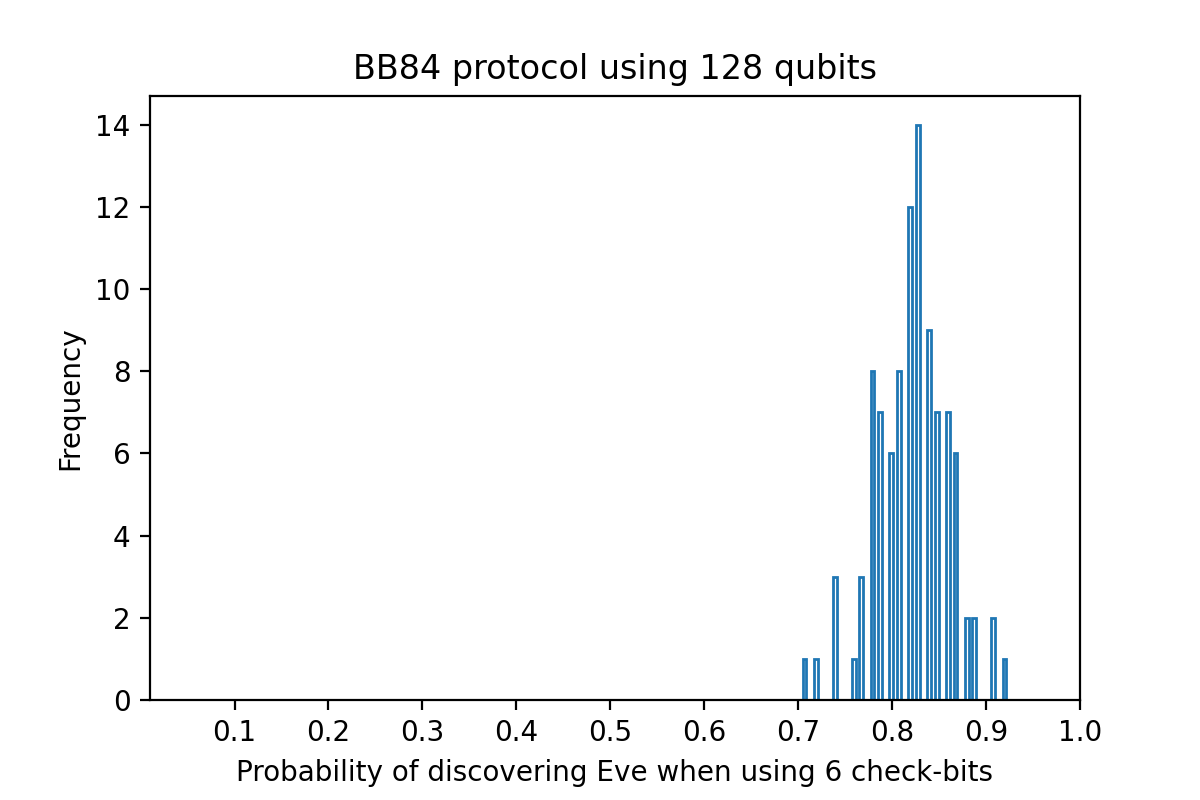 BB84 protocol using 128 qubits
14
12
10
8
6
4
2
0
Frequency
0.1 0.2 0.3 0.4 0.5 0.6 0.7 0.8 0.9 1.0
Probability of discovering Eve when using 6 check-bits